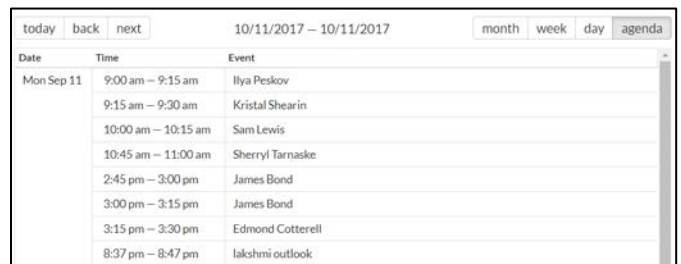 today back next 10/11/2017 — 10/11/2017 month week day agenda
Date Time Event
Mon Sep 11 9:00 am — 9:15 am Ilya Peskov
9:15 am — 9:30 am Kristal Shearin
10:00 am — 10:15 am Sam Lewis
10:45 am — 11:00 am Sherryl Tarnaske
2:45 pm — 3:00 pm James Bond
3:00 pm — 3:15 pm James Bond
3:15 pm — 3:30 pm Edmond Cotterell
8:37 pm — 8:47 pm lakshmi outlook